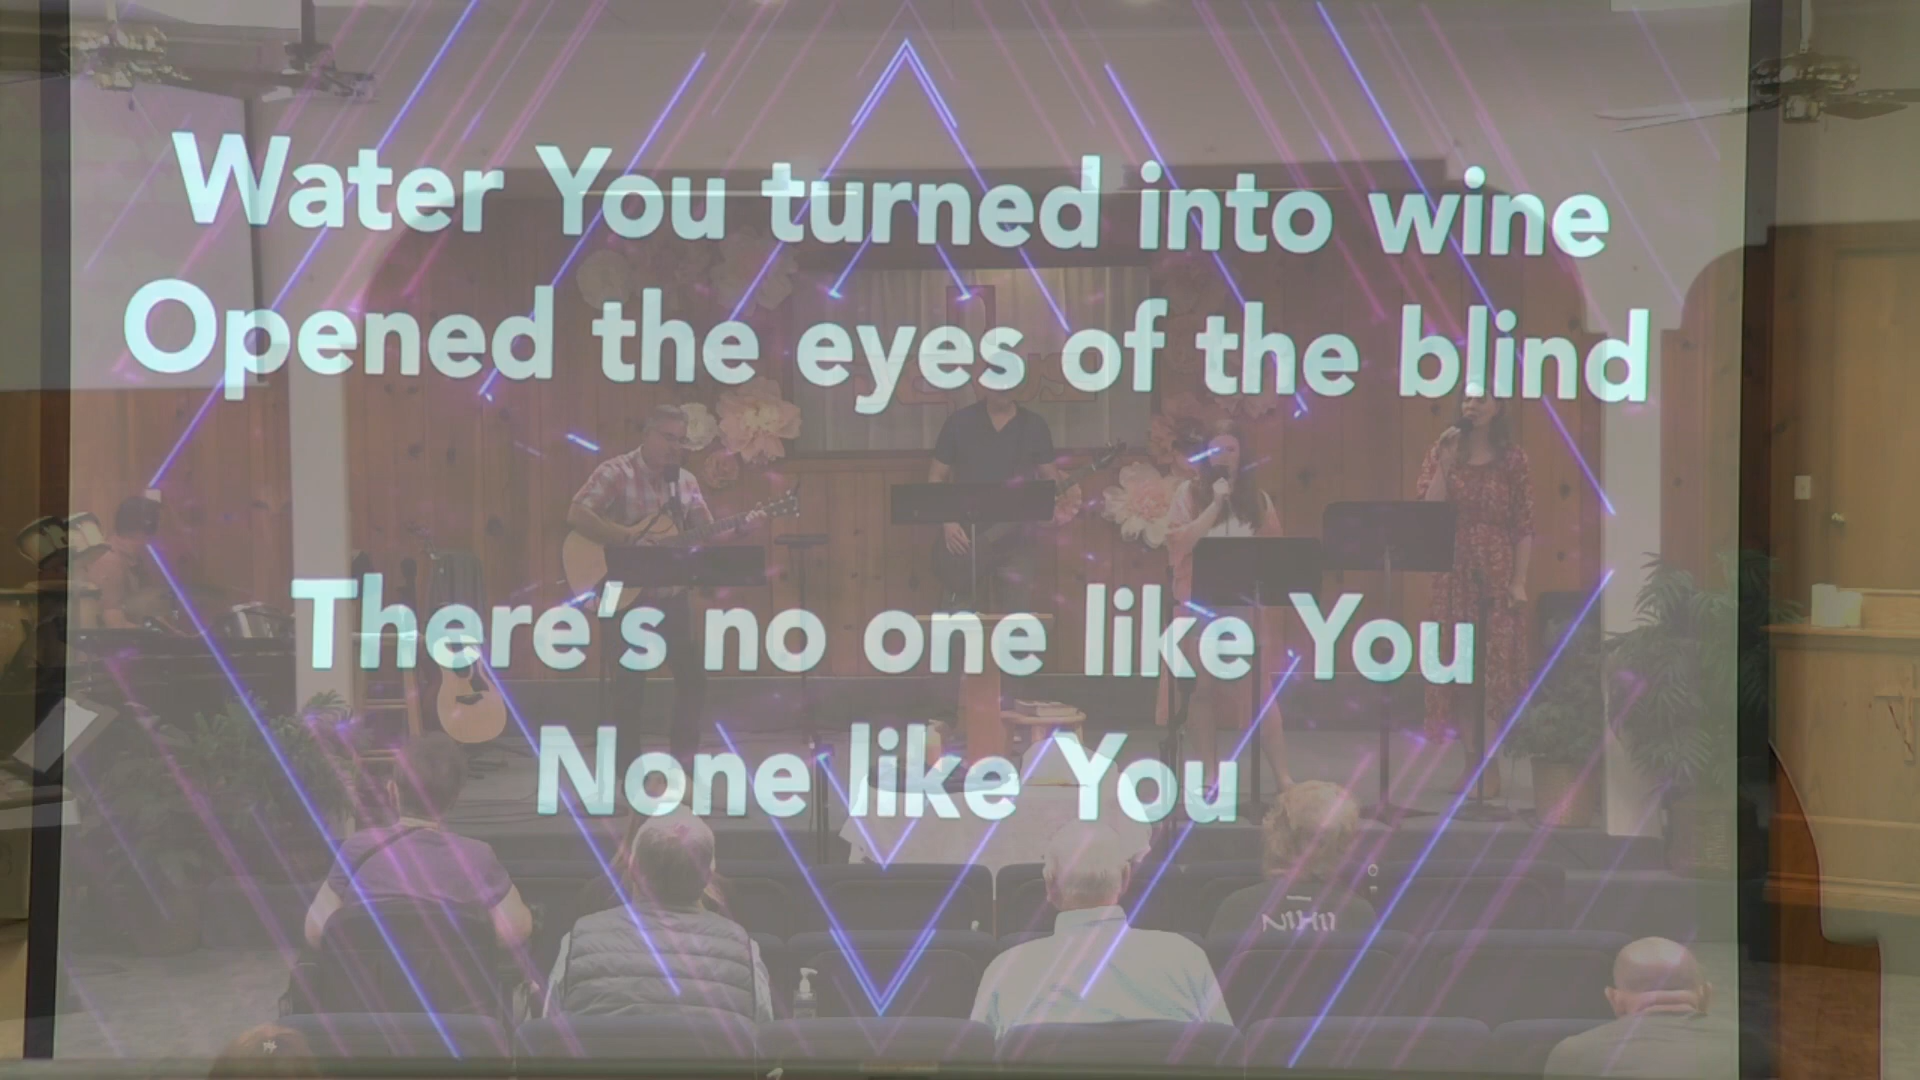 Water You turned into wine
Opened the eyes of the blind
There's no one like You
None like You